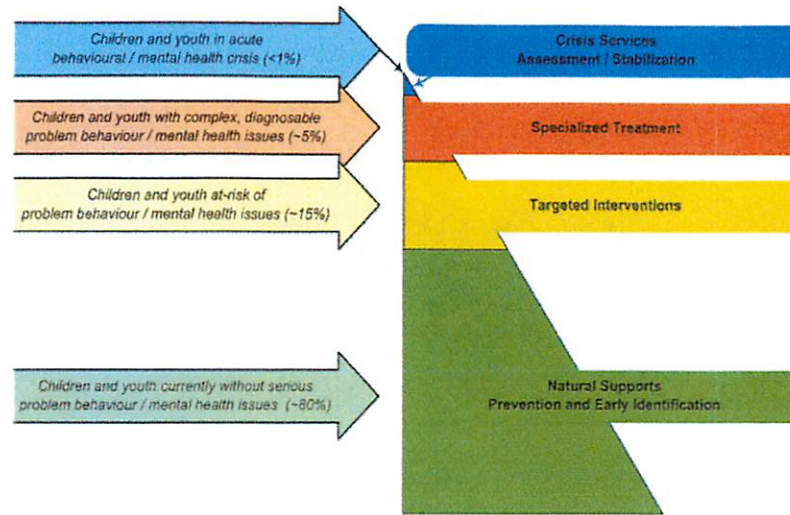 Children and youth in acute
behavioural / mental health crisis (<1%)
Crisis Services
Assessment / Stabilization
Children and youth with complex, diagnosable
problem behaviour / mental health issues (~5%)
Specialized Treatment
Children and youth at-risk of
problem behaviour / mental health issues (~15%)
Targeted Interventions
Children and youth currently without serious
problem behaviour / mental health issues (~80%)
Natural Supports
Prevention and Early Identification